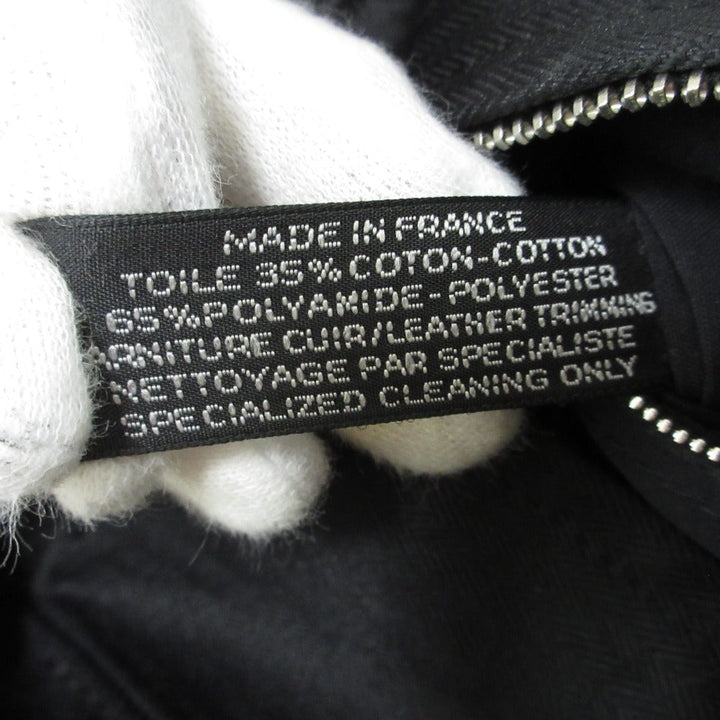 MADE IN FRANCE
TOILE 35% COTON-COTTON
65% POLYAMIDE-POLYESTER
RNITURE CUIR/LEATHER TRIMMING
NETTOYAGE PAR SPECIALISTE
SPECIALIZED CLEANING ONLY